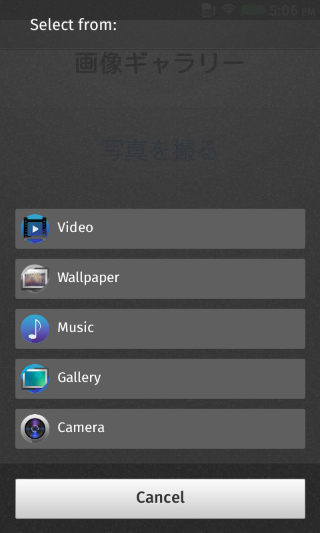 5:06 PM
Select from:
画像ギャラリー
写真を撮る
Video
Wallpaper
Music
Gallery
Camera
Cancel